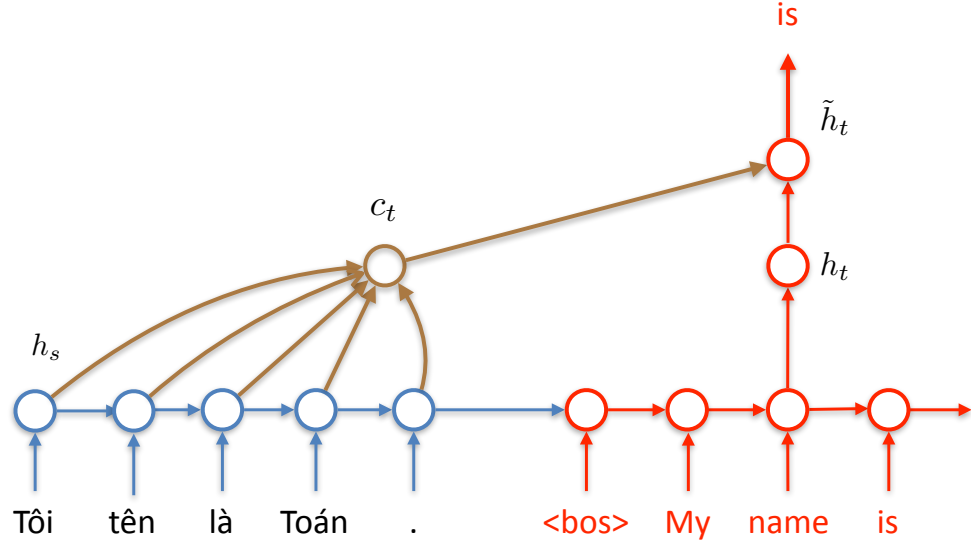 is
h̃_t
c_t
h_t
h_s
Tôi tên là Toán . <bos> My name is